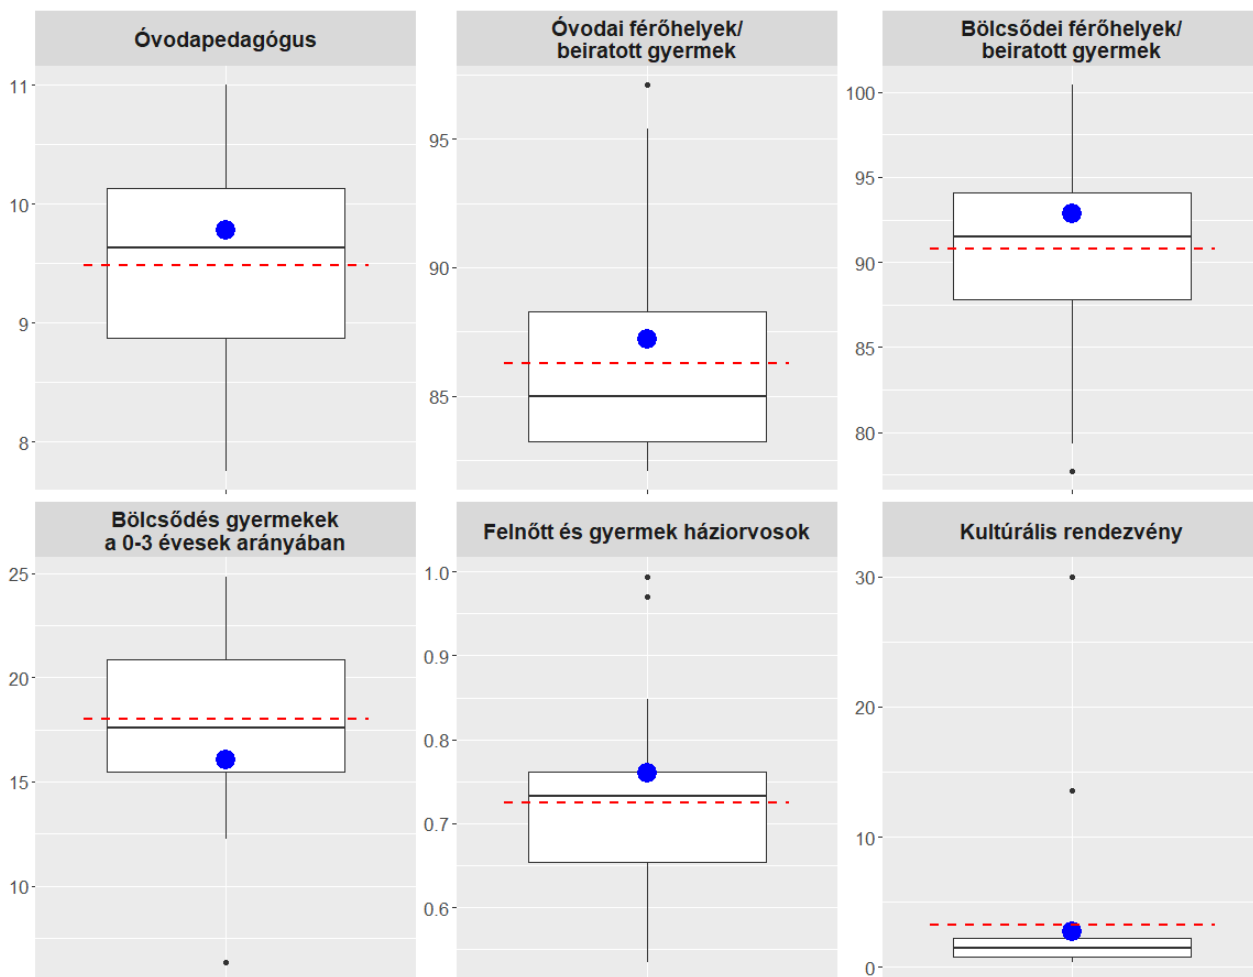 Óvodapedagógus
11
10
9
8
Óvodai férőhelyek/
beiratott gyermek
95
90
85
Bölcsődei férőhelyek/
beiratott gyermek
100
95
90
85
80
Bölcsődés gyermekek
a 0-3 évesek arányában
25
20
15
10
Felnőtt és gyermek háziorvosok
1.0
0.9
0.8
0.7
0.6
Kultúrális rendezvény
30
20
10
0